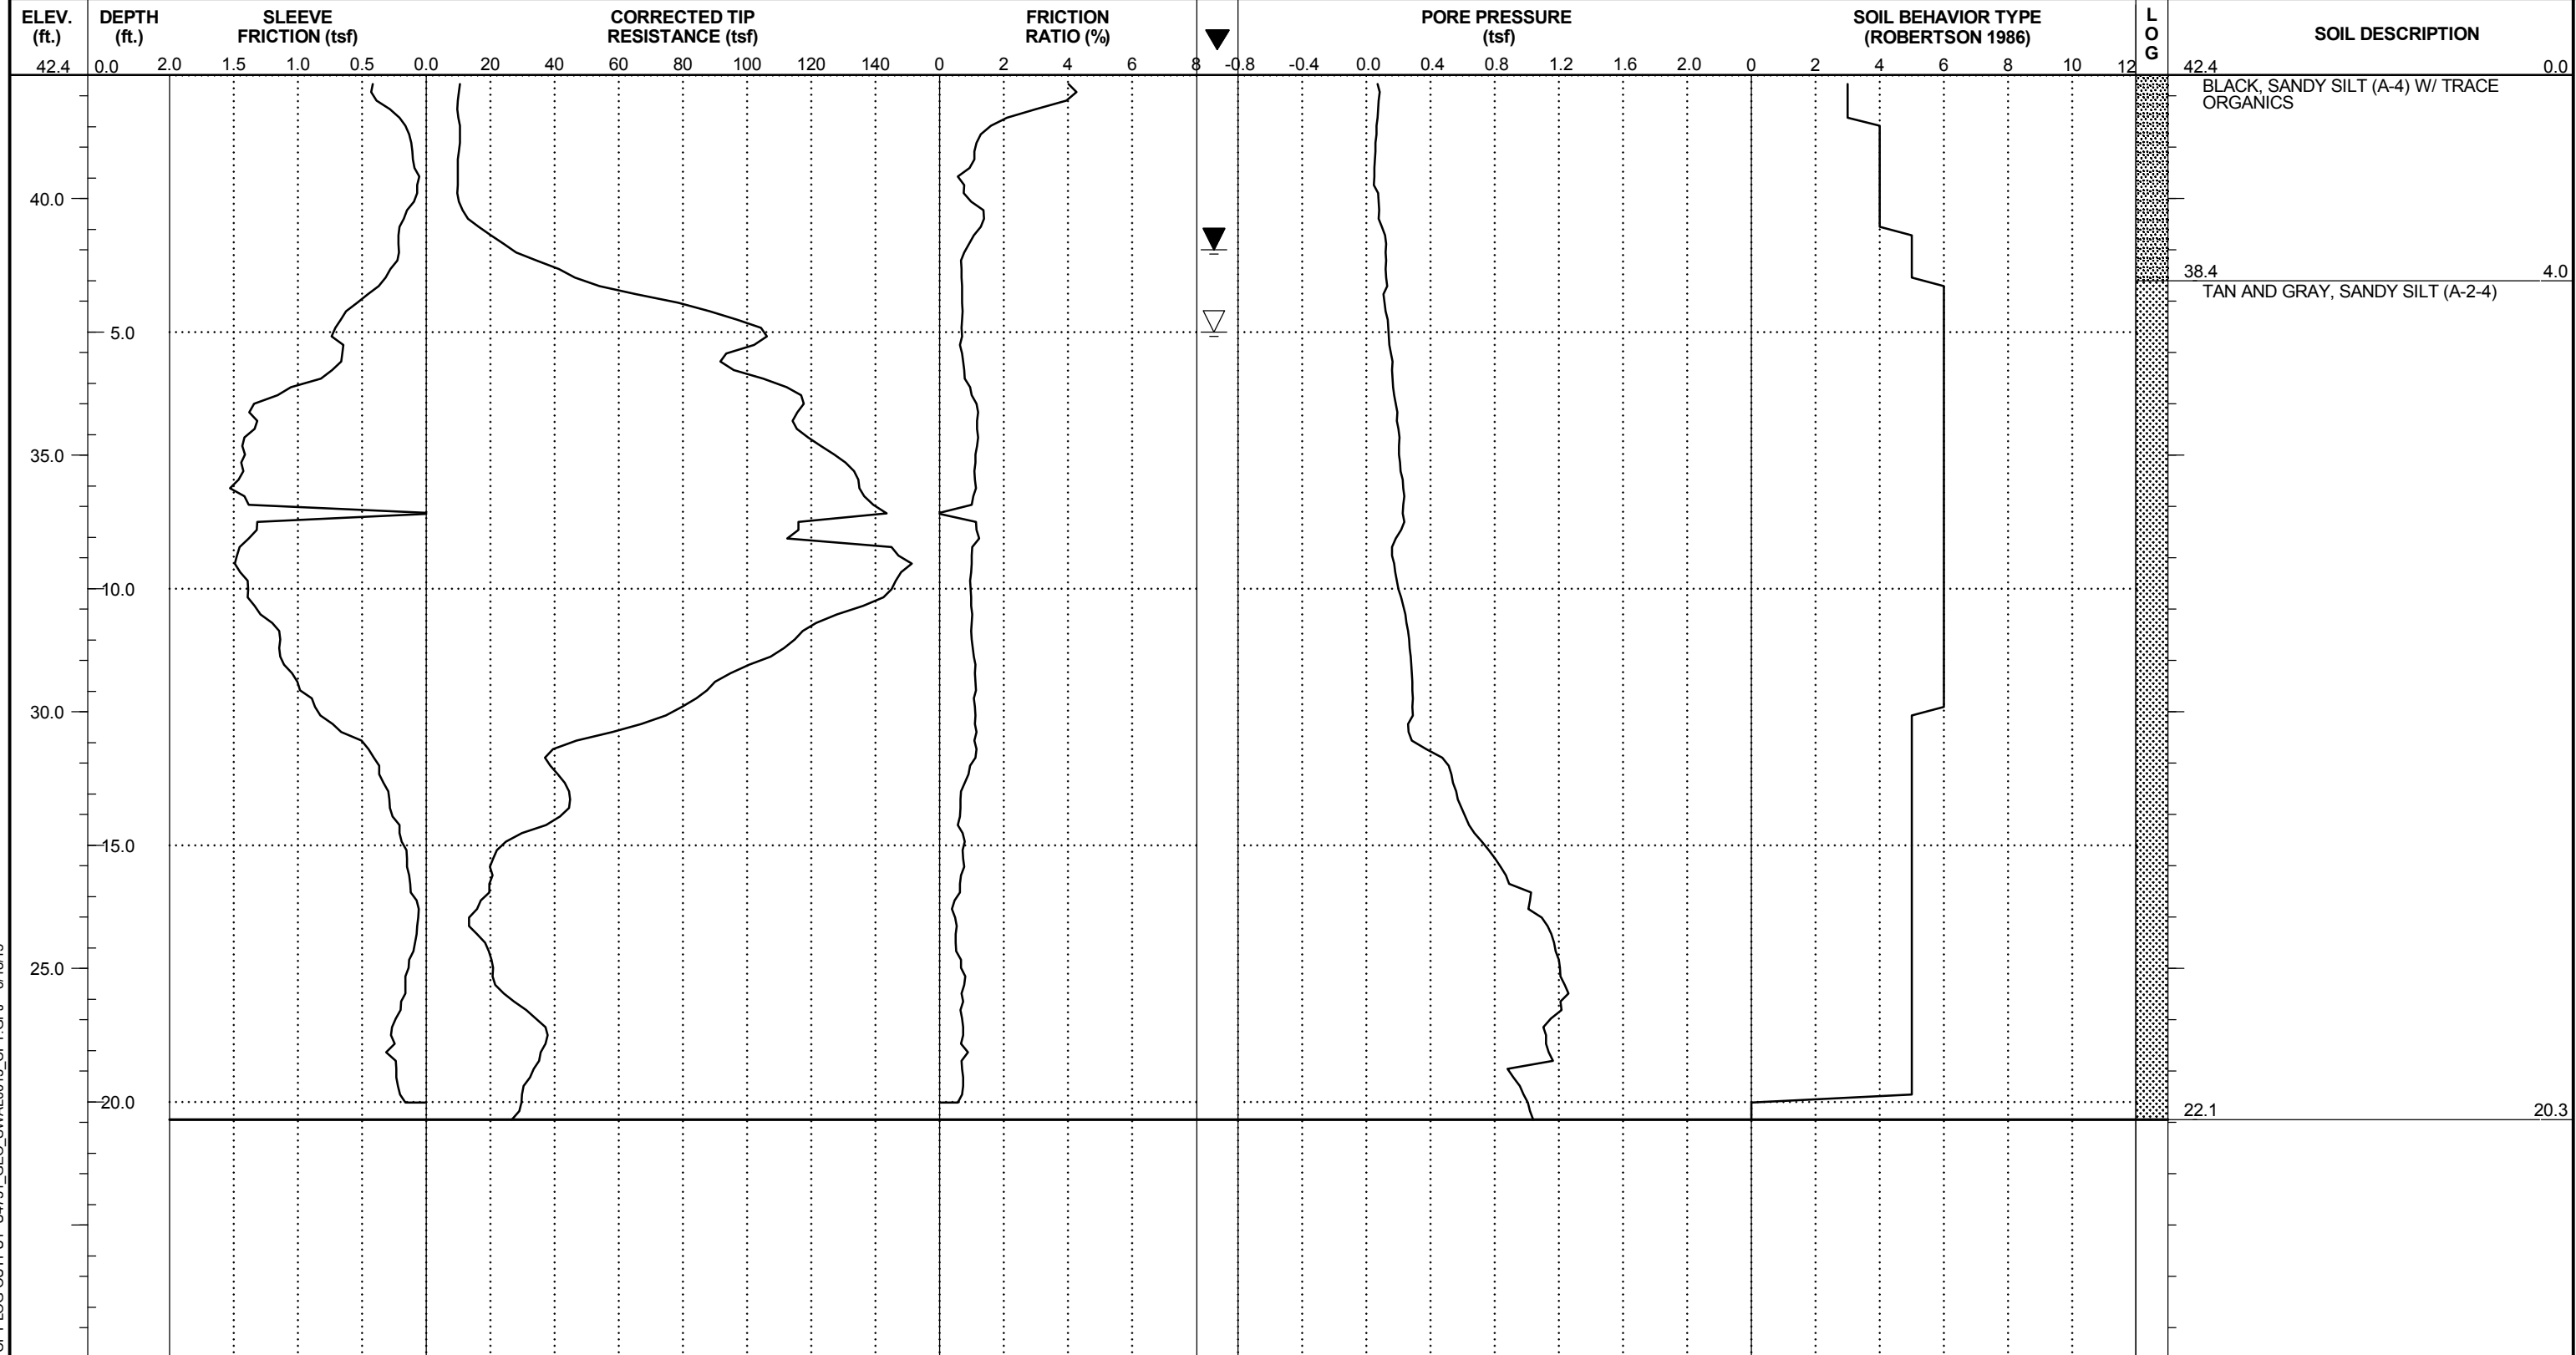 ELEV.
(ft.)
DEPTH
(ft.)
SLEEVE
FRICTION (tsf)
CORRECTED TIP
RESISTANCE (tsf)
FRICTION
RATIO (%)
PORE PRESSURE
(tsf)
SOIL BEHAVIOR TYPE
(ROBERTSON 1986)
L
O
G
SOIL DESCRIPTION
42.4 0.0 2.0 1.5 1.0 0.5 0.0 20 40 60 80 100 120 140 0 2 4 6 8 -0.8 -0.4 0.0 0.4 0.8 1.2 1.6 2.0 0 2 4 6 8 10 12
42.4 0.0
BLACK, SANDY SILT (A-4) W/ TRACE
ORGANICS
40.0
38.4 4.0
TAN AND GRAY, SANDY SILT (A-2-4)
5.0
35.0
10.0
30.0
15.0
25.0
20.0
22.1 20.3